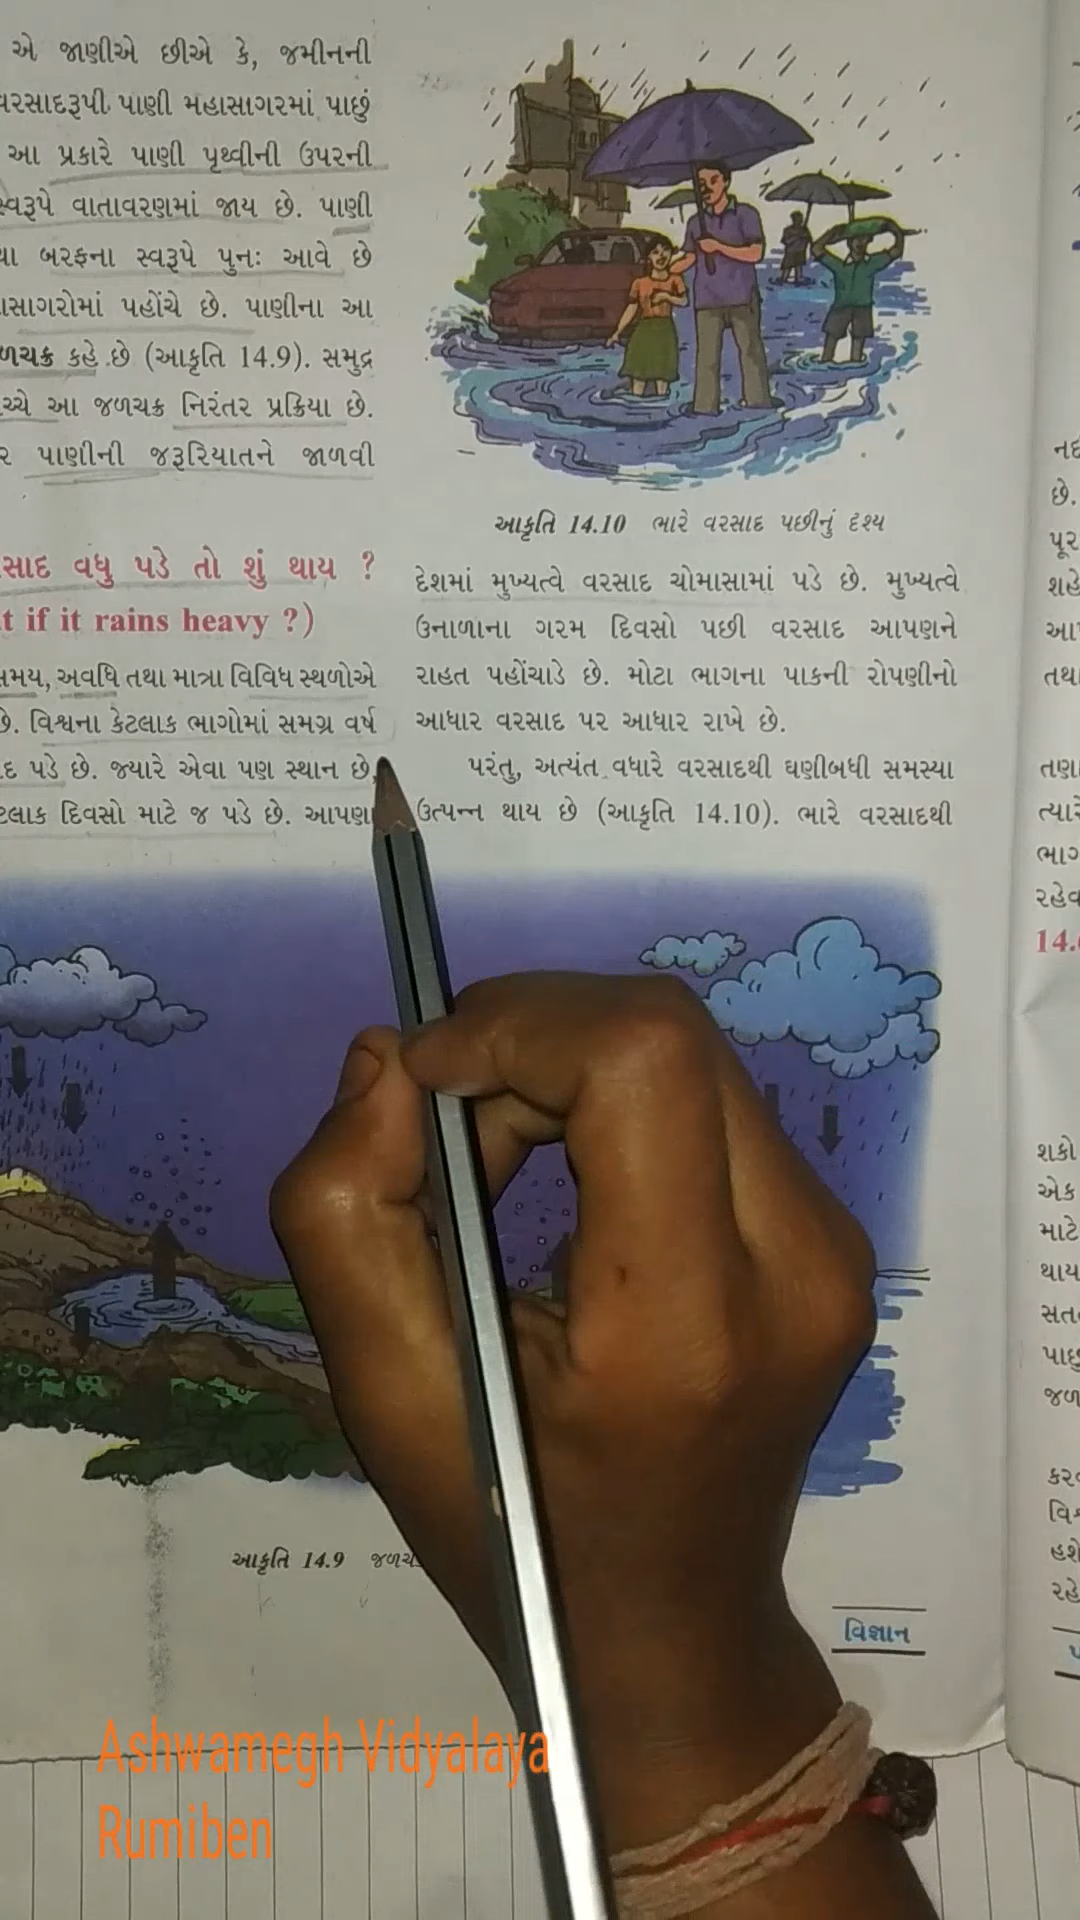 એ જાણીએ છીએ કે, જમીનની
વરસાદરૂપી પાણી મહાસાગરમાં પાછું
આ પ્રકારે પાણી પૃથ્વીની ઉપરની
સ્વરૂપે વાતાવરણમાં જાય છે. પાણી
બરફના સ્વરૂપે પુનઃ આવે છે
પહોંચે છે. પાણીના આ
કહે છે (આકૃતિ 14.9). સમુદ્ર
આ જળચક્ર નિરંતર પ્રક્રિયા છે.
પાણીની જરૂરિયાતને જાળવી
વધુ પડે તો શું થાય ?
if it rains heavy ?)
અવધિ તથા માત્રા વિવિધ સ્થળોએ
છે. વિશ્વના કેટલાક ભાગોમાં સમગ્ર વર્ષ
પડે છે. જ્યારે એવા પણ સ્થાન છે,
દિવસો માટે જ પડે છે. આપણા
આકૃતિ 14.10 ભારે વરસાદ પછીનું દૃશ્ય
દેશમાં મુખ્યત્વે વરસાદ ચોમાસામાં પડે છે. મુખ્યત્વે
ઉનાળાના ગરમ દિવસો પછી વરસાદ આપણને
રાહત પહોંચાડે છે. મોટા ભાગના પાકની રોપણીનો
આધાર વરસાદ પર આધાર રાખે છે.
પરંતુ, અત્યંત વધારે વરસાદથી ઘણીબધી સમસ્યા
ઉત્પન્ન થાય છે (આકૃતિ 14.10). ભારે વરસાદથી
આકૃતિ 14.9
વિજ્ઞાન
છે.
એક
માટે
Ashwamegh Vidyalaya
Rumiben